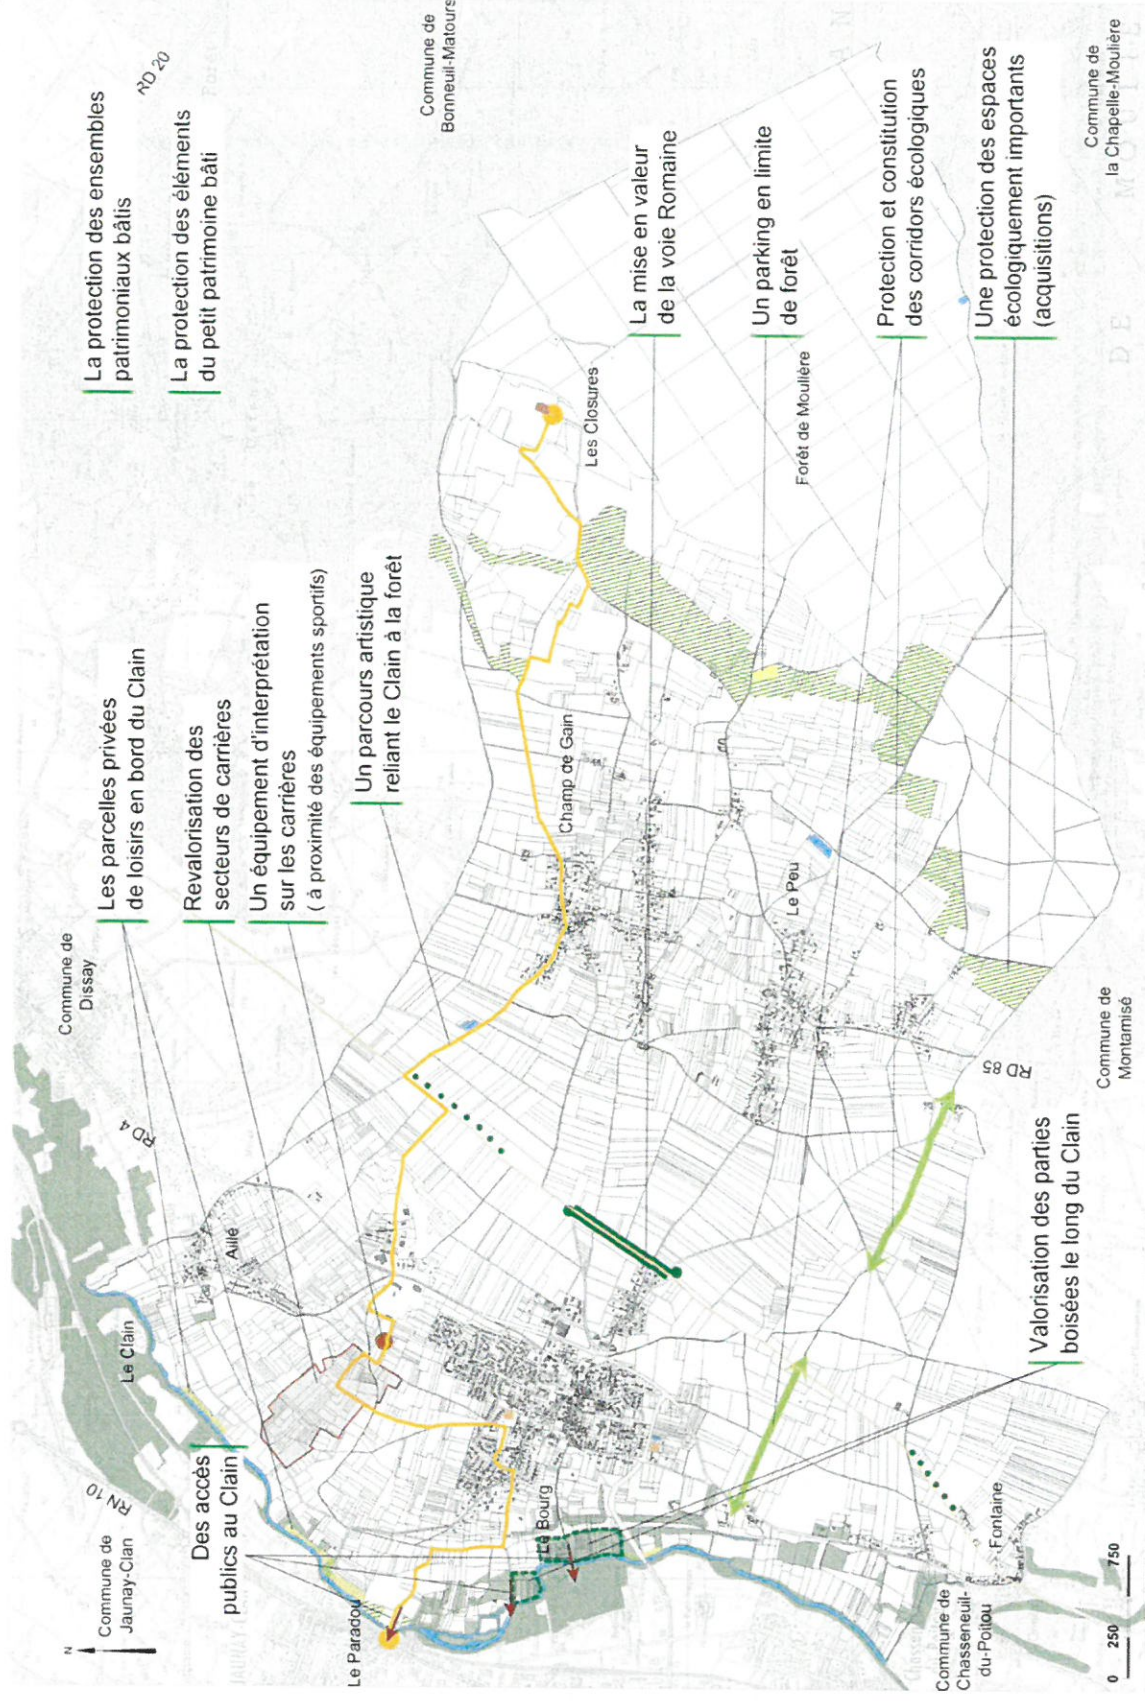 La protection des ensembles
patrimoniaux bâtis
La protection des éléments
du petit patrimoine bâti
RD 20
Commune de
Bonneuil-Matours
Les parcelles privées
de loisirs en bord du Clain
Revalorisation des
secteurs de carrières
Un équipement d'interprétation
sur les carrières
( à proximité des équipements sportifs)
Un parcours artistique
reliant le Clain à la forêt
La mise en valeur
de la voie Romaine
Un parking en limite
de forêt
Protection et constitution
des corridors écologiques
Une protection des espaces
écologiquement importants
(acquisitions)
Commune de
la Chapelle-Moulière
Commune de
Dissay
RD 4
Aillé
Le Clain
RN 10
Des accès
publics au Clain
N
Commune de
Jaunay-Clan
Le Paradou
Le Bourg
Champ de Gain
Les Closures
Forêt de Moulière
Le Peu
RD 85
Commune de
Montamisé
Valorisation des parties
boisées le long du Clain
Fontaine
Commune de
Chasseneuil-
du-Poitou
0 250 750
DE MOU